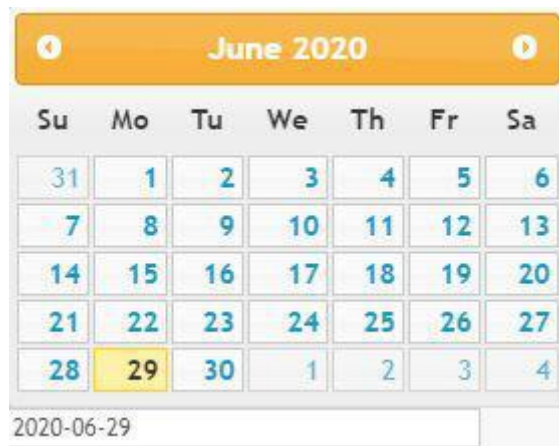 June 2020
Su Mo Tu We Th Fr Sa
31 1 2 3 4 5 6
7 8 9 10 11 12 13
14 15 16 17 18 19 20
21 22 23 24 25 26 27
28 29 30 1 2 3 4
2020-06-29